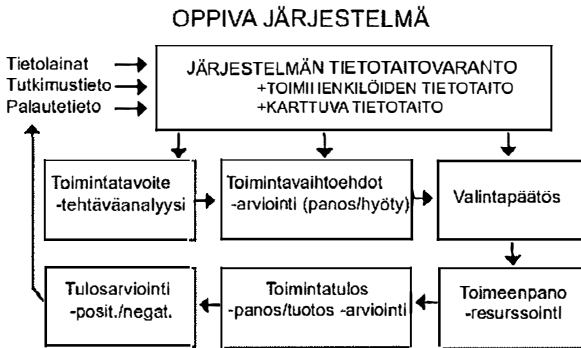 OPPIVA JÄRJESTELMÄ
Tietolainat
Tutkimustieto
Palautetieto
JÄRJESTELMÄN TIETOTAITOVARANTO
+TOIMIHENKILÖIDEN TIETOTAITO
+KARTTUVA TIETOTAITO
Toimintatavoite
-tehtäväanalyysi
Toimintavaihtoehdot
-arviointi (panos/hyöty)
Valintapäätös
Tulosarviointi
-posit./negat.
Toimintatulos
-panos/tuotos -arviointi
Toimeenpano
-resurssointi